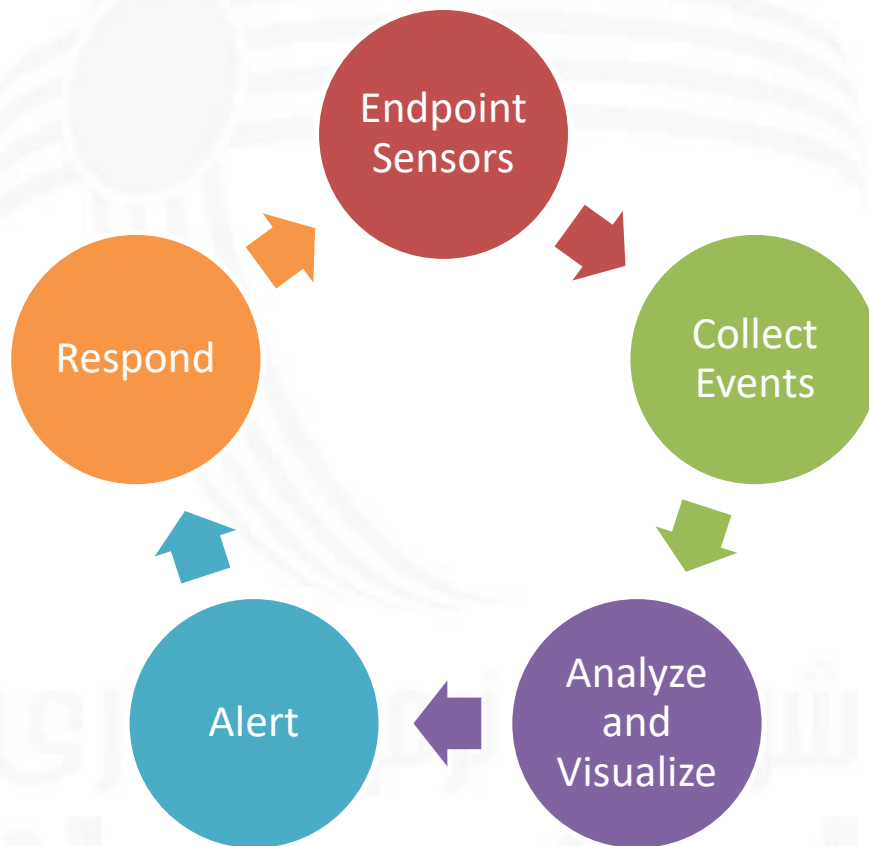 Endpoint
Sensors
Collect
Events
Analyze
and
Visualize
Alert
Respond